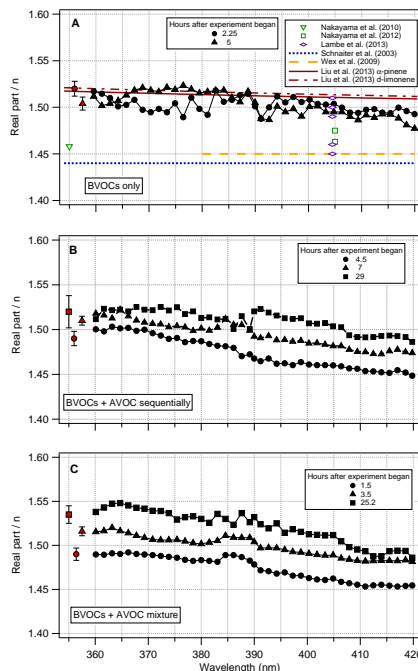 A
Hours after experiement began
2.25
5
Nakayama et al. (2010)
Nakayama et al. (2012)
Lambe et al. (2013)
Schnaiter et al. (2003)
Wex et al. (2009)
Liu et al. (2013) α-pinene
Liu et al. (2013) d-limonene
Real part / n
1.60
1.55
1.50
1.45
1.40
BVOCs only
B
Hours after experiment began
4.5
7
29
Real part / n
1.60
1.55
1.50
1.45
1.40
BVOCs + AVOC sequentially
C
Hours after experiment began
1.5
3.5
25.2
Real part / n
1.60
1.55
1.50
1.45
1.40
BVOCs + AVOC mixture
360 370 380 390 400 410 420
Wavelength (nm)